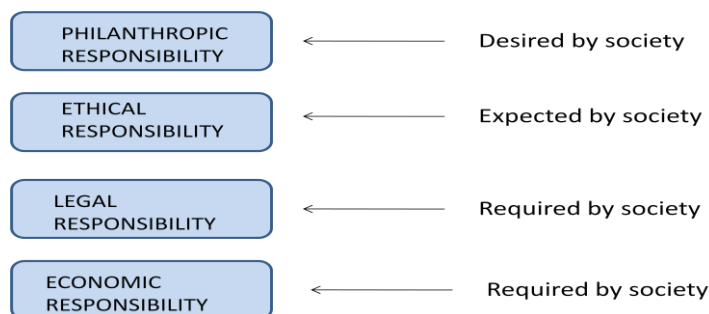 PHILANTHROPIC
RESPONSIBILITY
Desired by society
ETHICAL
RESPONSIBILITY
Expected by society
LEGAL
RESPONSIBILITY
Required by society
ECONOMIC
RESPONSIBILITY
Required by society